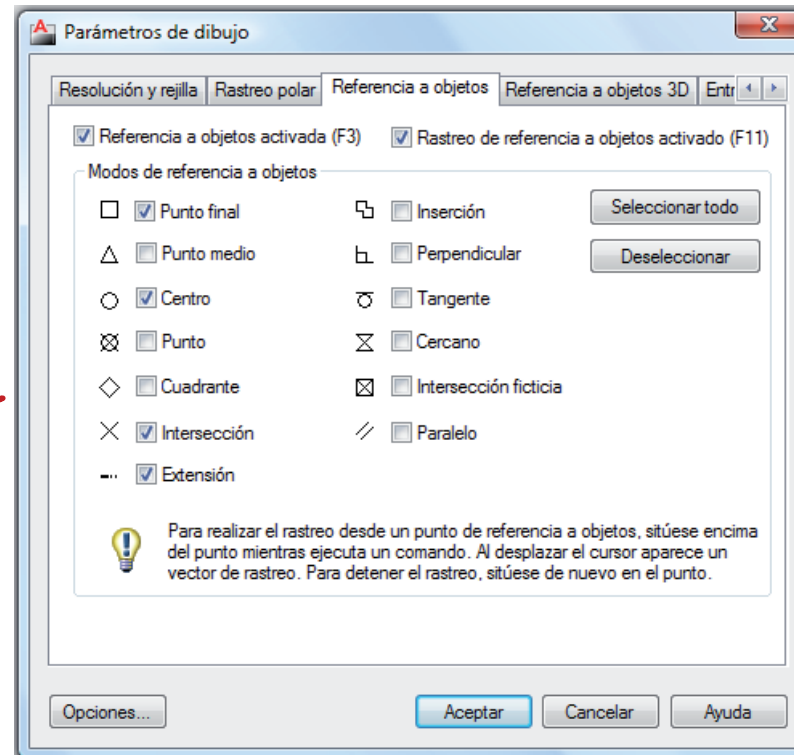 Parámetros de dibujo
Resolución y rejilla Rastreo polar Referencia a objetos Referencia a objetos 3D Entr
Referencia a objetos activada (F3) Rastreo de referencia a objetos activado (F11)
Modos de referencia a objetos
Punto final Inserción Seleccionar todo
Punto medio Perpendicular Deseleccionar
Centro Tangente
Punto Cercano
Cuadrante Intersección ficticia
Intersección Paralelo
Extensión
Para realizar el rastreo desde un punto de referencia a objetos, sitúese encima
del punto mientras ejecuta un comando. Al desplazar el cursor aparece un
vector de rastreo. Para detener el rastreo, sitúese de nuevo en el punto.
Opciones... Aceptar Cancelar Ayuda